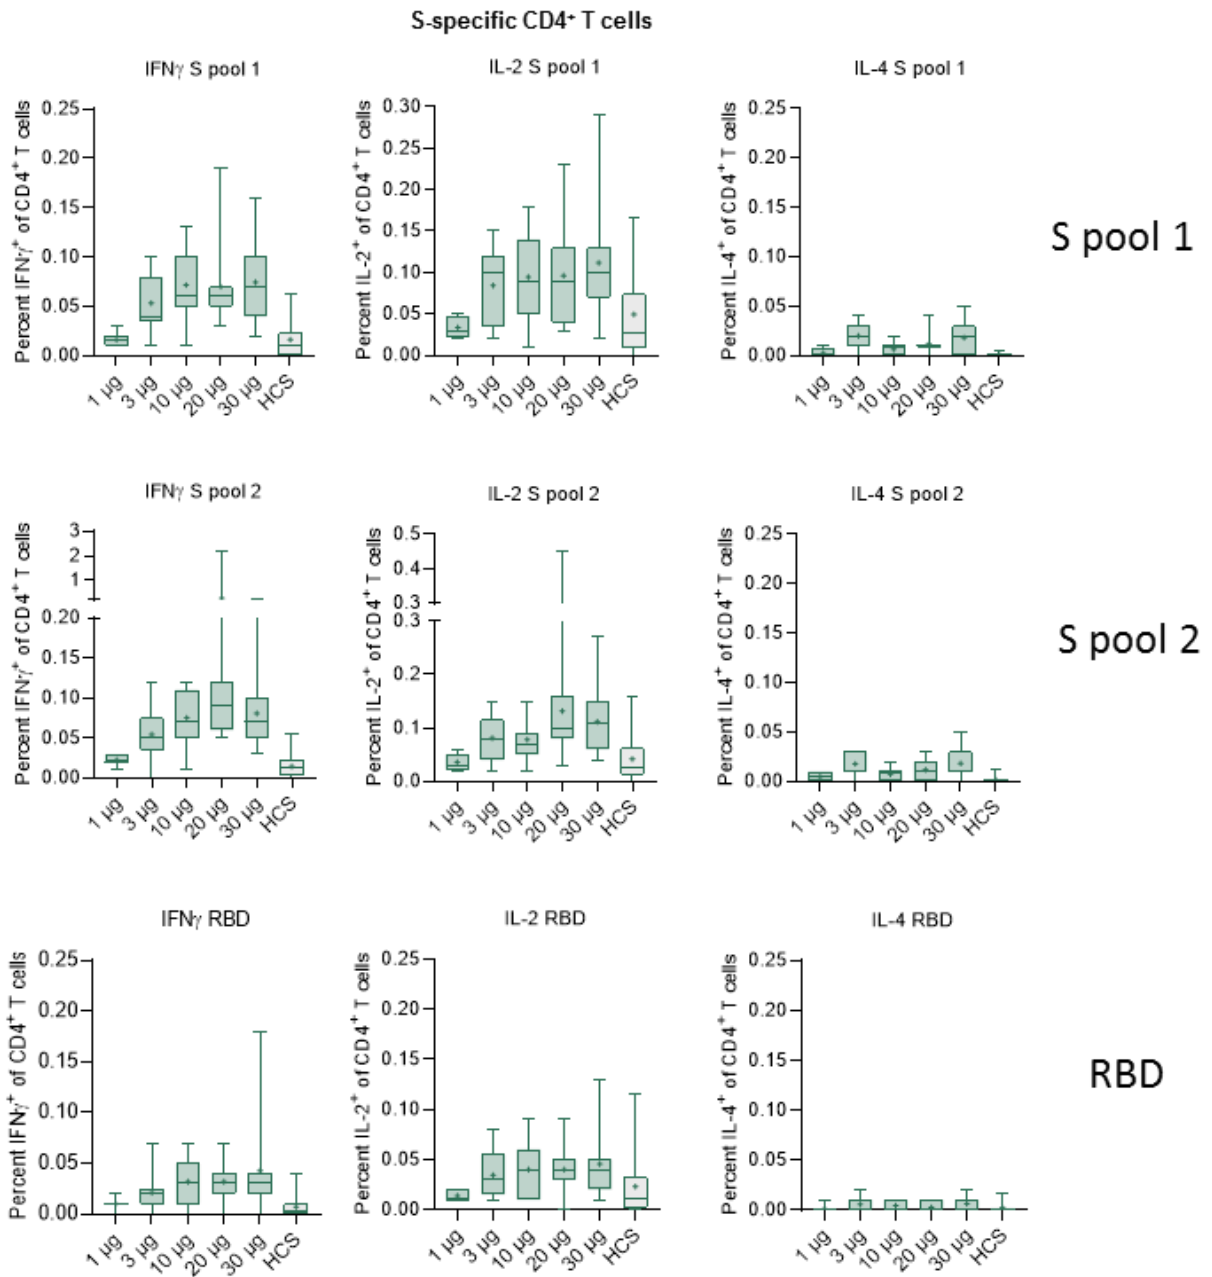 S-specific CD4⁺ T cells
IFNγ S pool 1
IL-2 S pool 1
IL-4 S pool 1
Percent IFNγ⁺ of CD4⁺ T cells
0.25
0.20
0.15
0.10
0.05
0.00
1 µg
3 µg
10 µg
20 µg
30 µg
HCS
Percent IL-2⁺ of CD4⁺ T cells
0.30
0.25
0.20
0.15
0.10
0.05
0.00
1 µg
3 µg
10 µg
20 µg
30 µg
HCS
Percent IL-4⁺ of CD4⁺ T cells
0.25
0.20
0.15
0.10
0.05
0.00
1 µg
3 µg
10 µg
20 µg
30 µg
HCS
S pool 1
IFNγ S pool 2
IL-2 S pool 2
IL-4 S pool 2
Percent IFNγ⁺ of CD4⁺ T cells
3
2
1
0.20
0.15
0.10
0.05
0.00
1 µg
3 µg
10 µg
20 µg
30 µg
HCS
Percent IL-2⁺ of CD4⁺ T cells
0.5
0.4
0.3
0.3
0.2
0.1
0.0
1 µg
3 µg
10 µg
20 µg
30 µg
HCS
Percent IL-4⁺ of CD4⁺ T cells
0.25
0.20
0.15
0.10
0.05
0.00
1 µg
3 µg
10 µg
20 µg
30 µg
HCS
S pool 2
IFNγ RBD
IL-2 RBD
IL-4 RBD
Percent IFNγ⁺ of CD4⁺ T cells
0.25
0.20
0.15
0.10
0.05
0.00
1 µg
3 µg
10 µg
20 µg
30 µg
HCS
Percent IL-2⁺ of CD4⁺ T cells
0.25
0.20
0.15
0.10
0.05
0.00
1 µg
3 µg
10 µg
20 µg
30 µg
HCS
Percent IL-4⁺ of CD4⁺ T cells
0.25
0.20
0.15
0.10
0.05
0.00
1 µg
3 µg
10 µg
20 µg
30 µg
HCS
RBD